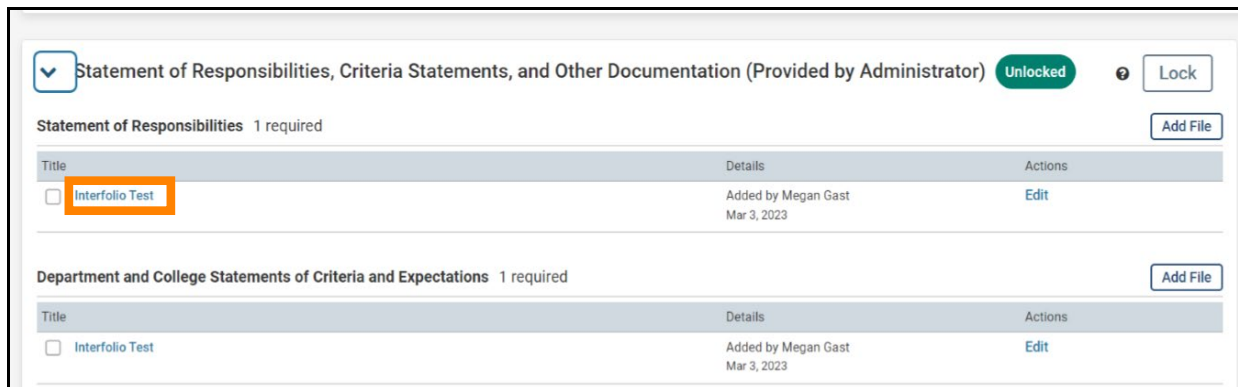 Statement of Responsibilities, Criteria Statements, and Other Documentation (Provided by Administrator) Unlocked ? Lock
Statement of Responsibilities 1 required Add File
Title Details Actions
Interfolio Test Added by Megan Gast Edit
Mar 3, 2023
Department and College Statements of Criteria and Expectations 1 required Add File
Title Details Actions
Interfolio Test Added by Megan Gast Edit
Mar 3, 2023